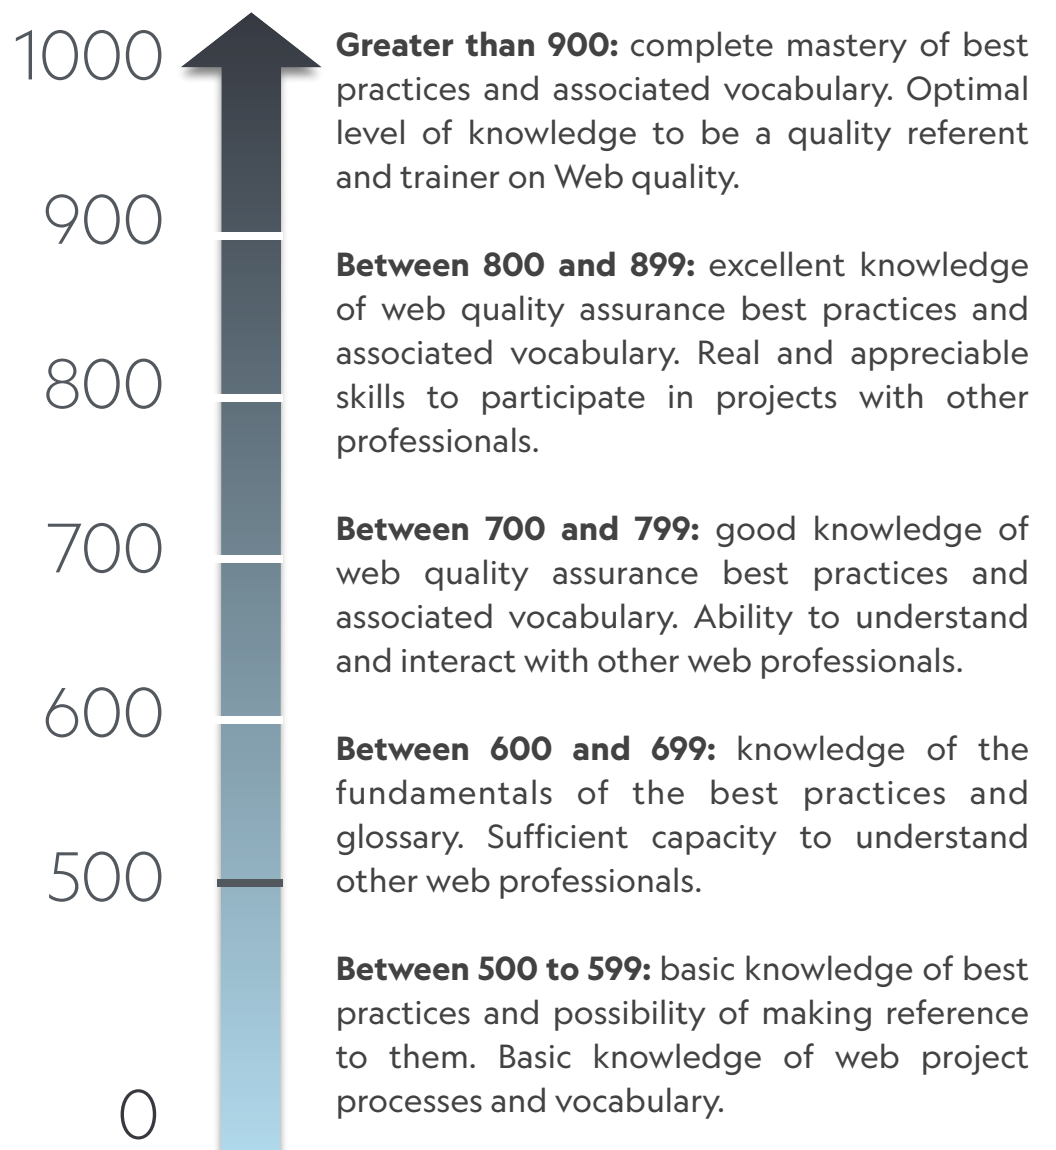 1000
Greater than 900: complete mastery of best
practices and associated vocabulary. Optimal
level of knowledge to be a quality referent
and trainer on Web quality.
900
Between 800 and 899: excellent knowledge
of web quality assurance best practices and
associated vocabulary. Real and appreciable
skills to participate in projects with other
professionals.
800
700
Between 700 and 799: good knowledge of
web quality assurance best practices and
associated vocabulary. Ability to understand
and interact with other web professionals.
600
Between 600 and 699: knowledge of the
fundamentals of the best practices and
glossary. Sufficient capacity to understand
other web professionals.
500
Between 500 to 599: basic knowledge of best
practices and possibility of making reference
to them. Basic knowledge of web project
processes and vocabulary.
0